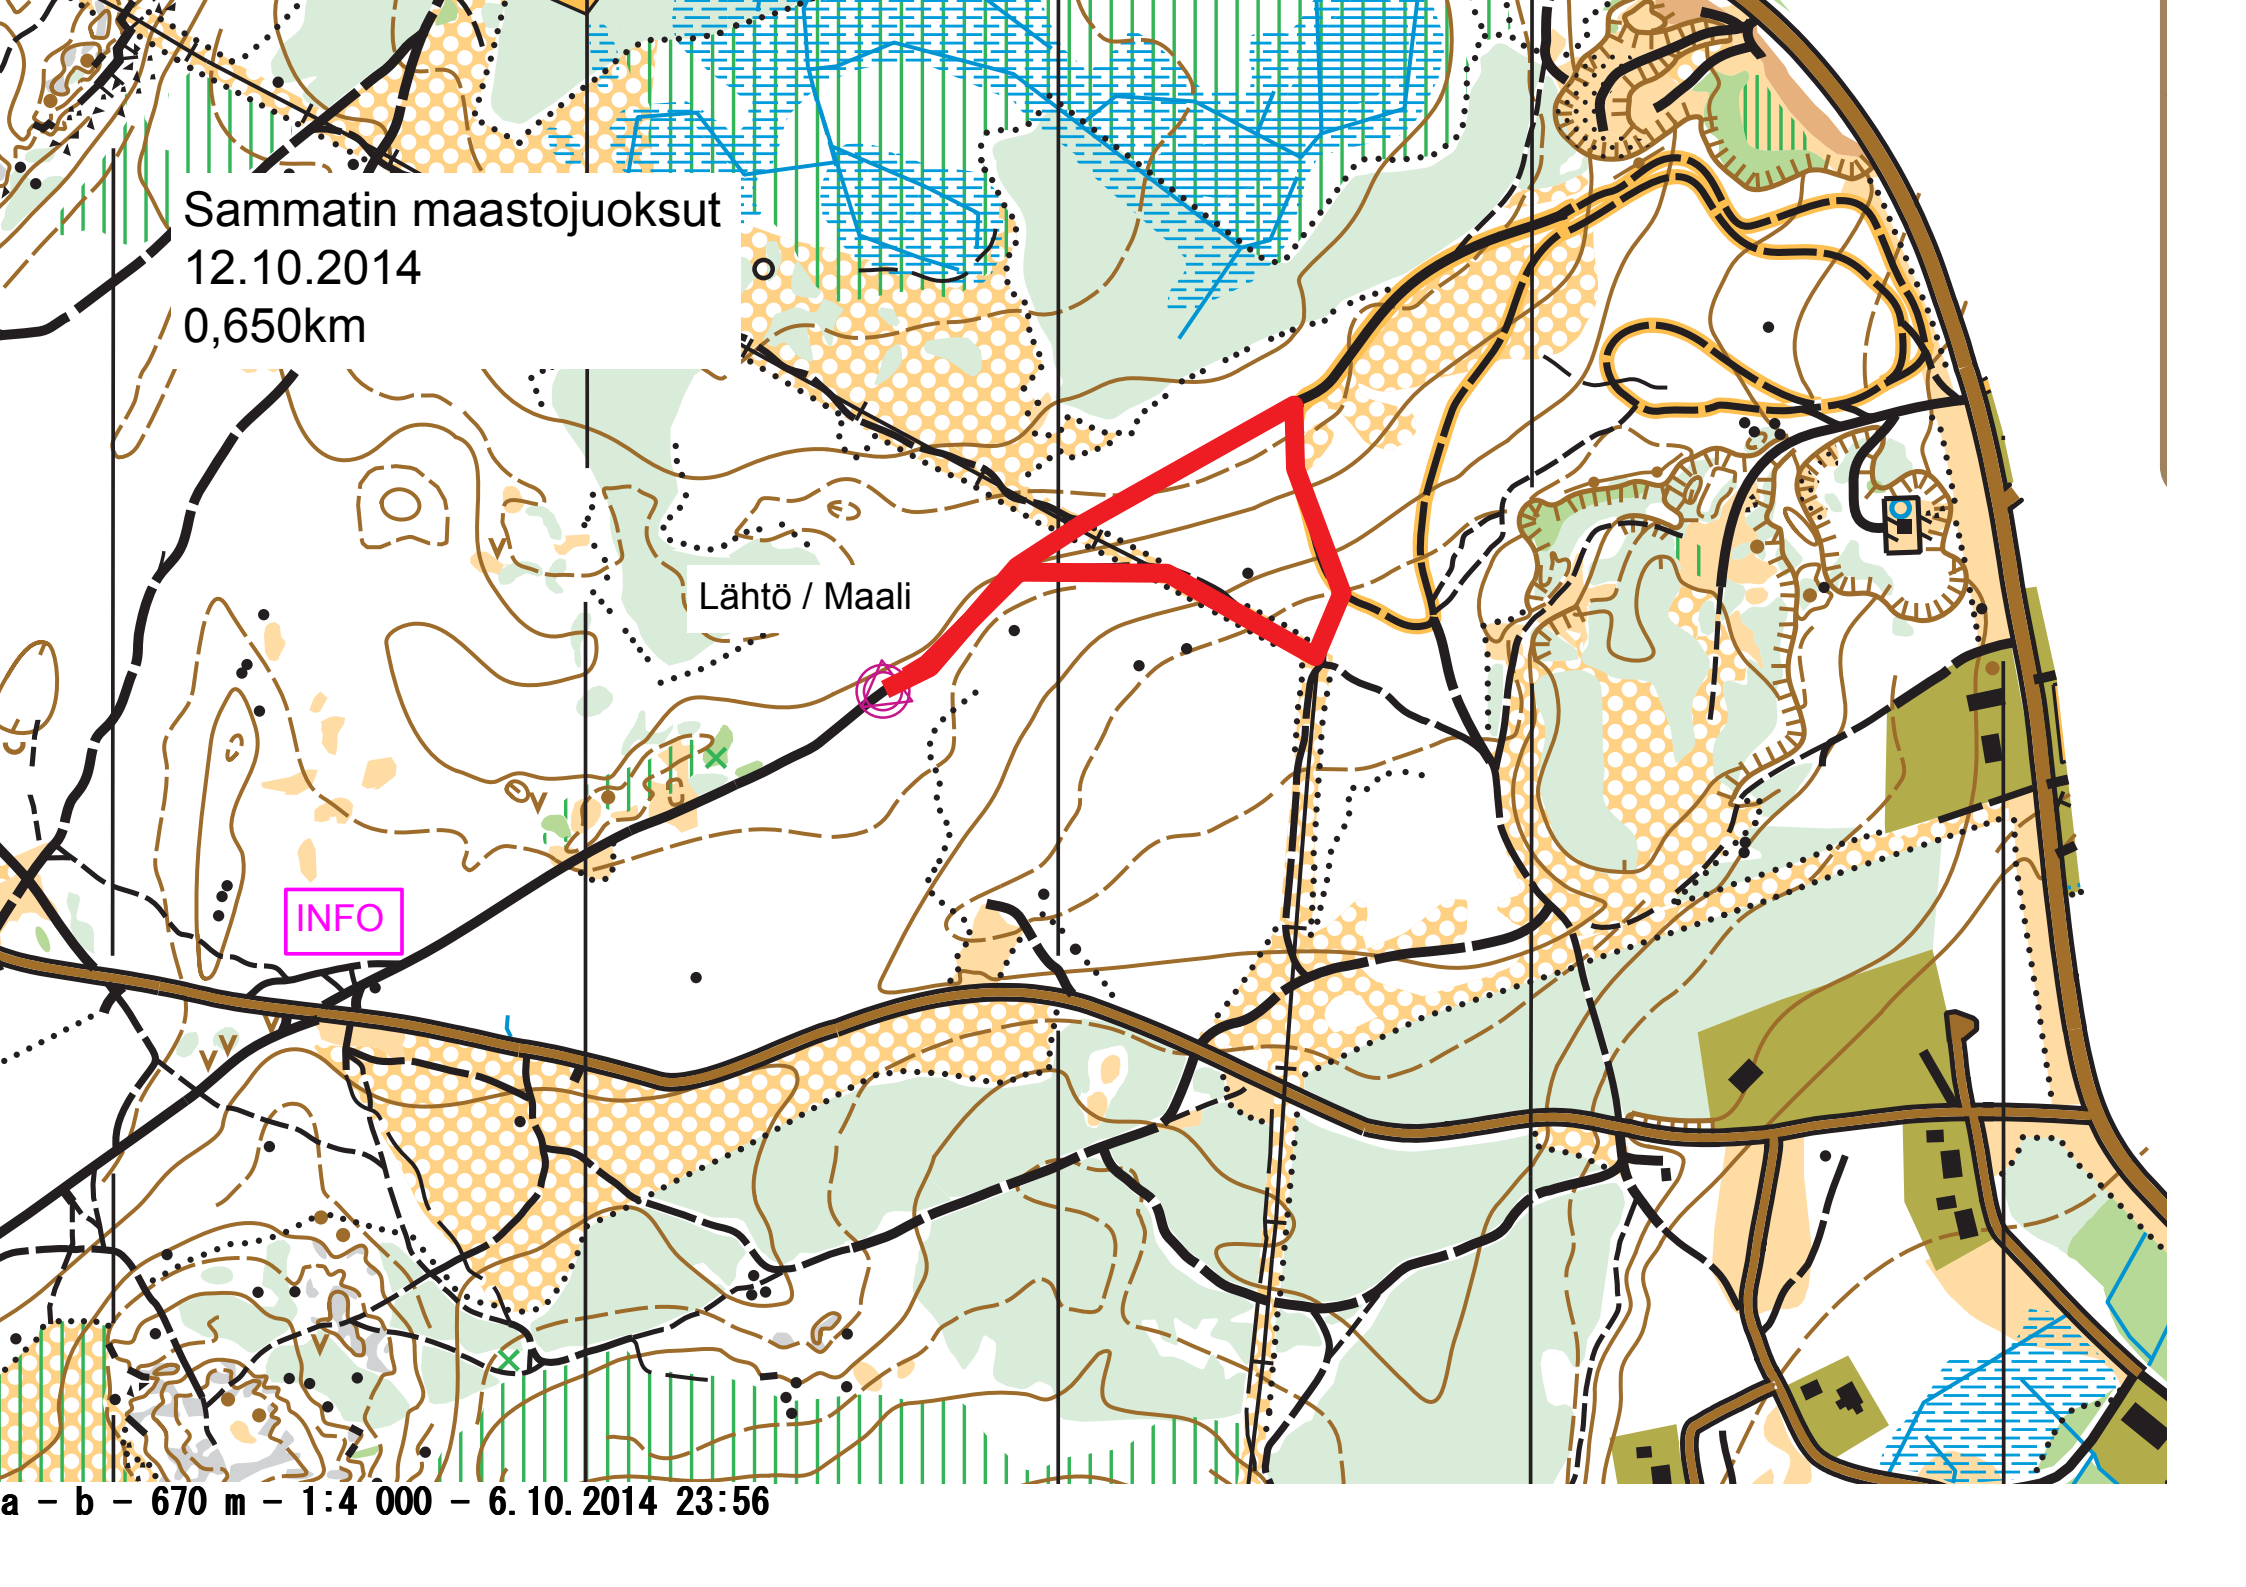 Sammatin maastojuoksut
12.10.2014
0,650km
Lähtö / Maali
INFO
a - b - 670 m - 1:4 000 - 6.10.2014 23:56